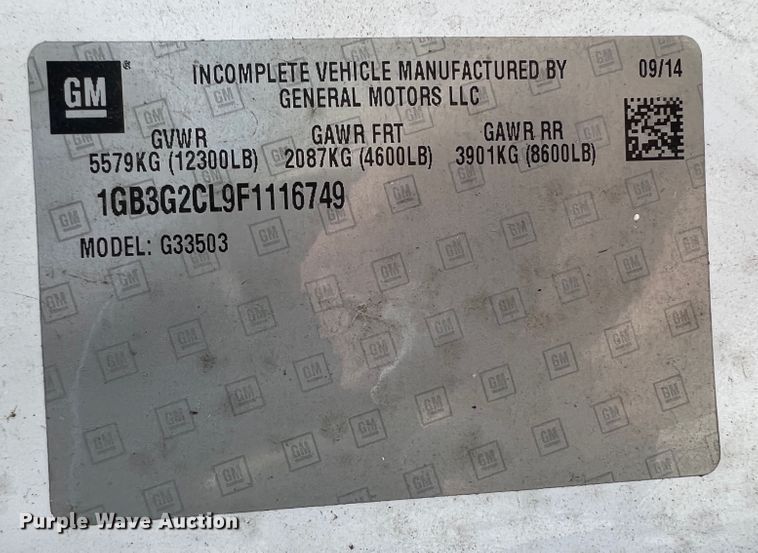 GM®
INCOMPLETE VEHICLE MANUFACTURED BY
GENERAL MOTORS LLC
09/14
GVWR GAWR FRT GAWR RR
5579KG (12300LB) 2087KG (4600LB) 3901KG (8600LB)
1GB3G2CL9F1116749
MODEL: G33503
Purple Wave Auction